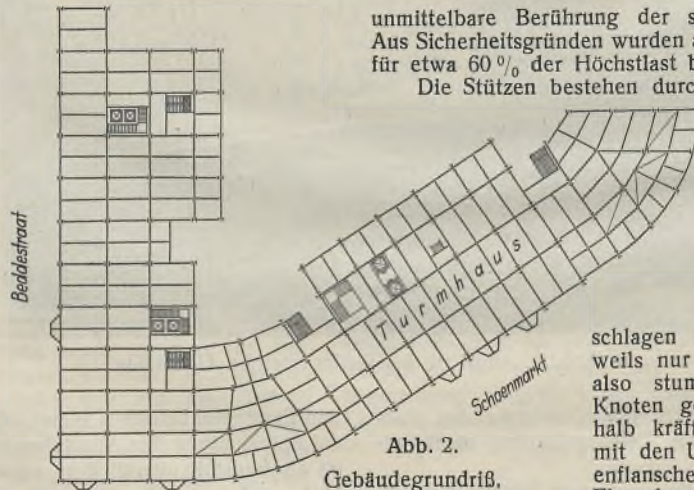 unmittelbare Berührung der s
Aus Sicherheitsgründen wurden a
für etwa 60 % der Höchstlast b
Die Stützen bestehen durc
Beddestraat
Turmhaus
Schoenmarkt
schlagen
weils nur
also stum
Knoten ge
halb kräft
mit den U
enflansche
Abb. 2.
Gebäudegrundriß.